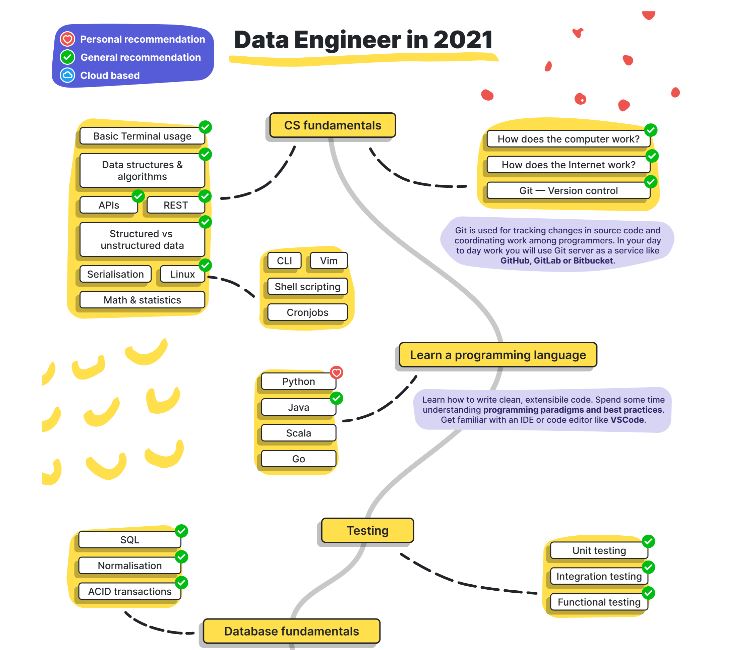 Data Engineer in 2021
Personal recommendation
General recommendation
Cloud based
CS fundamentals
Basic Terminal usage
Data structures &
algorithms
APIs
REST
Structured vs
unstructured data
Serialisation
Linux
Math & statistics
CLI
Vim
Shell scripting
Cronjobs
How does the computer work?
How does the Internet work?
Git — Version control
Git is used for tracking changes in source code and
coordinating work among programmers. In your day
to day work you will use Git server as a service like
GitHub, GitLab or Bitbucket.
Learn a programming language
Python
Java
Scala
Go
Learn how to write clean, extensibile code. Spend some time
understanding programming paradigms and best practices.
Get familiar with an IDE or code editor like VSCode.
Testing
Unit testing
Integration testing
Functional testing
SQL
Normalisation
ACID transactions
Database fundamentals